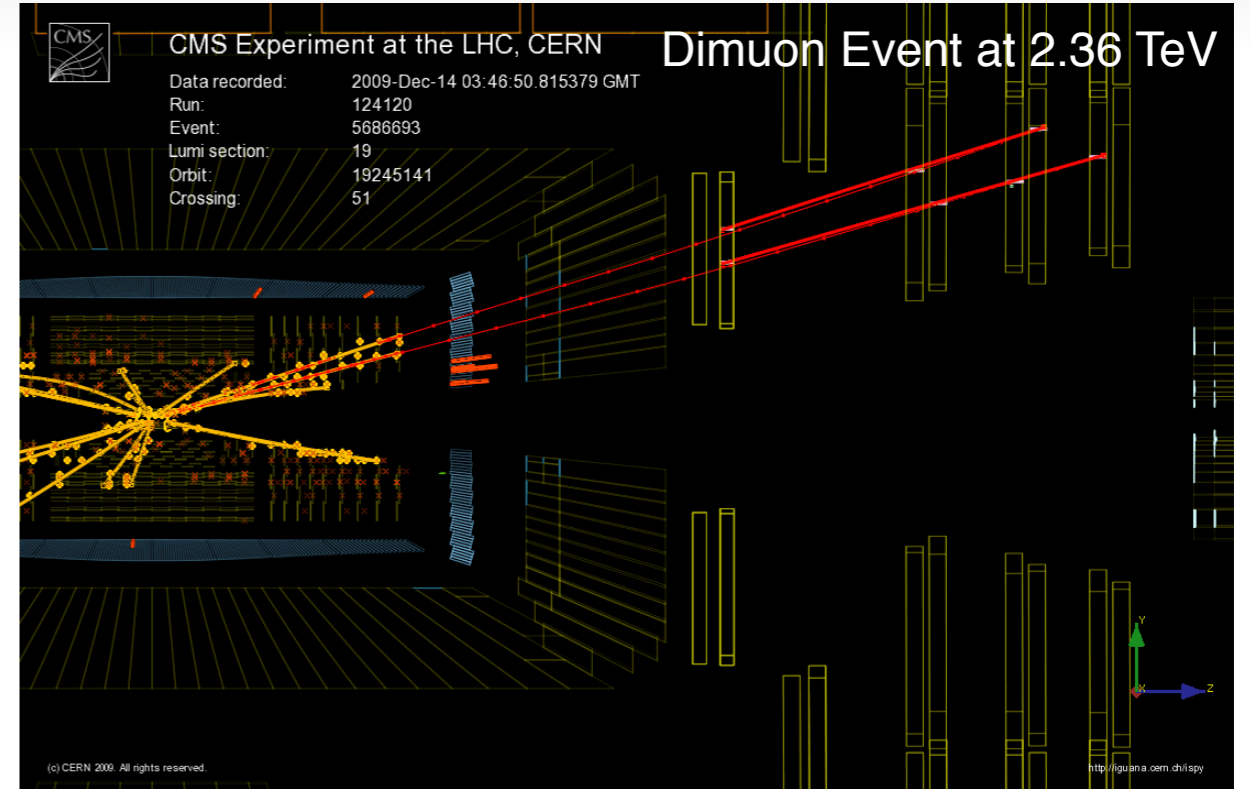 CMS
CMS Experiment at the LHC, CERN
Dimuon Event at 2.36 TeV
Data recorded: 2009-Dec-14 03:46:50.815379 GMT
Run: 124120
Event: 5686693
Lumi section: 19
Orbit: 19245141
Crossing: 51
Y
X
Z
(c) CERN 2009. All rights reserved.
http://iguana.cern.ch/ispy